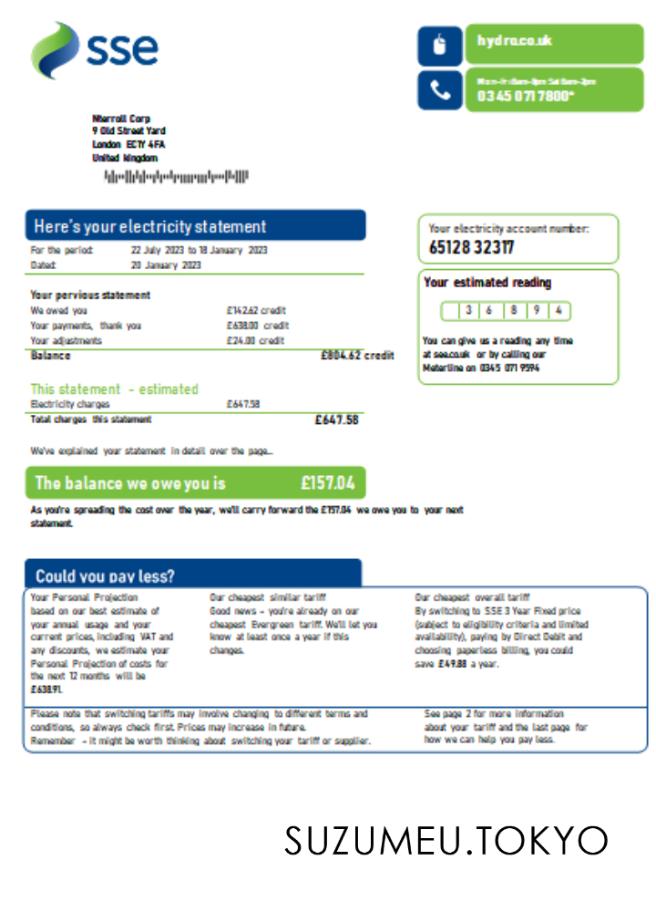 sse
hydro.co.uk
Mon-Fri 8am-8pm Sat 8am-2pm
0345 071 7800*
Nterroll Corp
9 Old Street Yard
London EC1Y 4FA
United Kingdom
Here's your electricity statement
For the period: 22 July 2023 to 18 January 2023
Dated: 20 January 2023
Your electricity account number:
65128 32317
Your estimated reading
3 6 8 9 4
You can give us a reading any time
at sse.co.uk or by calling our
Meterline on 0345 071 9594
Your pervious statement
We owed you £142.62 credit
Your payments, thank you £638.00 credit
Your adjustments £24.00 credit
Balance £804.62 credit
This statement - estimated
Electricity charges £647.58
Total charges this statement £647.58
We've explained your statement in detail over the page...
The balance we owe you is £157.04
As you're spreading the cost over the year, we'll carry forward the £157.04 we owe you to your next
statement.
Could you pay less?
Your Personal Projection
based on our best estimate of
your annual usage and your
current prices, including VAT and
any discounts, we estimate your
Personal Projection of costs for
the next 12 months will be
£638.91.
Our cheapest similar tariff
Good news - you're already on our
cheapest Evergreen tariff. We'll let you
know at least once a year if this
changes.
Our cheapest overall tariff
By switching to SSE 3 Year Fixed price
(subject to eligibility criteria and limited
availability), paying by Direct Debit and
choosing paperless billing, you could
save £49.88 a year.
Please note that switching tariffs may involve changing to different terms and
conditions, so always check first. Prices may increase in future.
Remember - it might be worth thinking about switching your tariff or supplier.
See page 2 for more information
about your tariff and the last page for
how we can help you pay less.
SUZUMEU.TOKYO